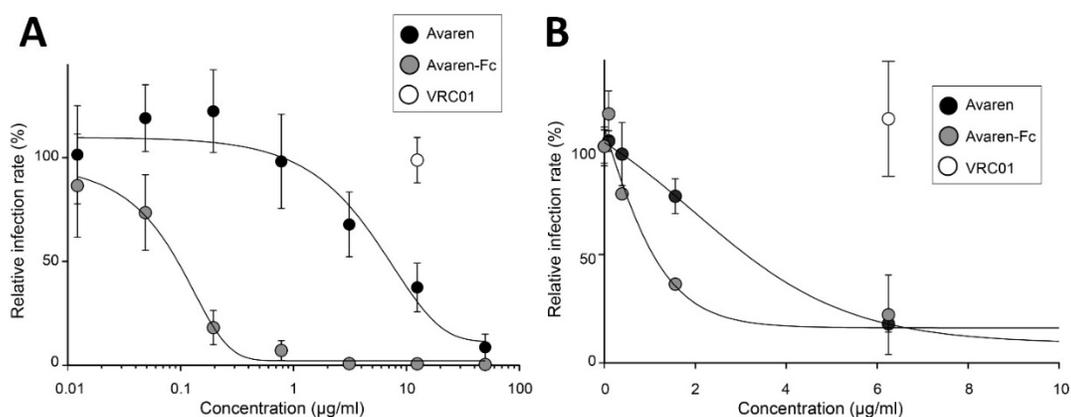 A
Avaren
Avaren-Fc
VRC01
Relative infection rate (%)
100
50
0
0.01
0.1
1
10
100
Concentration (μg/ml)
B
Avaren
Avaren-Fc
VRC01
Relative infection rate (%)
100
50
0
0
2
4
6
8
10
Concentration (μg/ml)